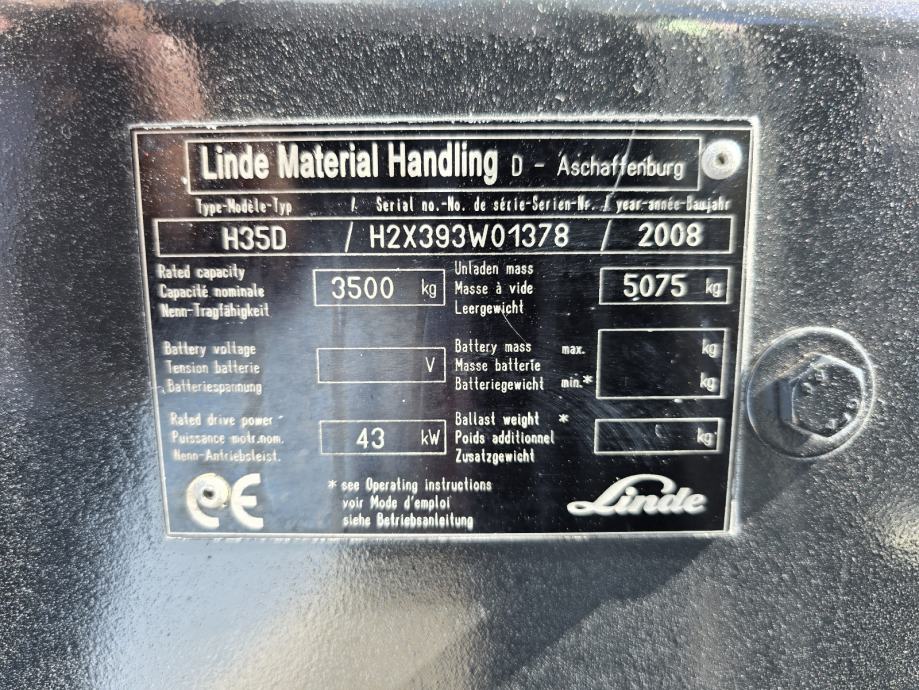 Linde Material Handling D - Aschaffenburg
Type-Modèle-Typ / Serial no.-No. de série-Serien-Nr. / year-année-Baujahr
H35D / H2X393W01378 / 2008
Rated capacity
Capacité nominale
Nenn-Tragfähigkeit
3500 kg
Unladen mass
Masse à vide
Leergewicht
5075 kg
Battery voltage
Tension batterie
Batteriespannung
V
Battery mass max. kg
Masse batterie
Batteriegewicht min.* kg
Rated drive power
Puissance motr.nom.
Nenn-Antriebsleist.
43 kW
Ballast weight *
Poids additionnel
Zusatzgewicht
kg
CE
* see Operating instructions
voir Mode d'emploi
siehe Betriebsanleitung
Linde